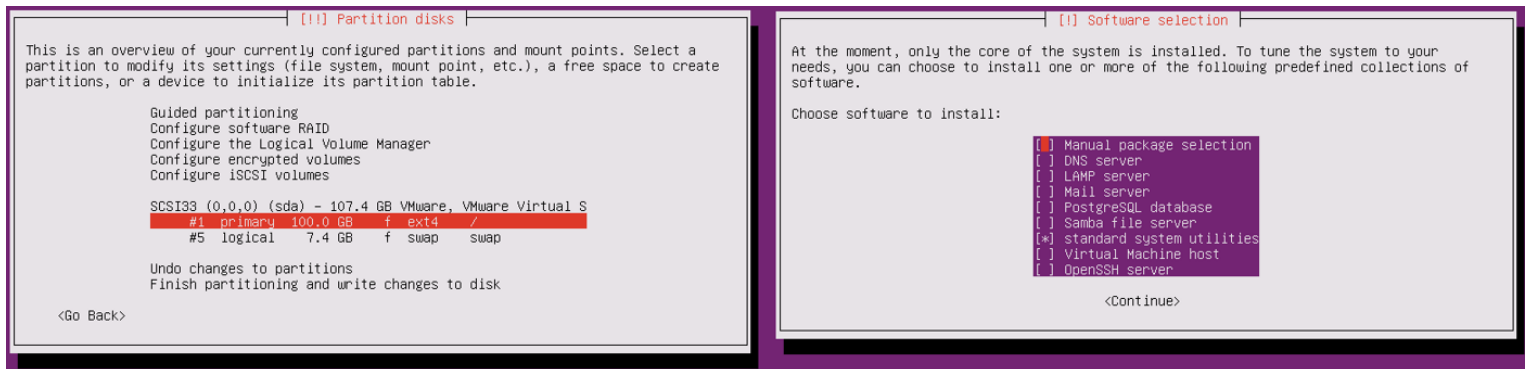 [!!] Partition disks
This is an overview of your currently configured partitions and mount points. Select a
partition to modify its settings (file system, mount point, etc.), a free space to create
partitions, or a device to initialize its partition table.
Guided partitioning
Configure software RAID
Configure the Logical Volume Manager
Configure encrypted volumes
Configure iSCSI volumes
SCSI33 (0,0,0) (sda) - 107.4 GB VMware, VMware Virtual S
#1 primary 100.0 GB f ext4 /
#5 logical 7.4 GB f swap swap
Undo changes to partitions
Finish partitioning and write changes to disk
<Go Back>
[!] Software selection
At the moment, only the core of the system is installed. To tune the system to your
needs, you can choose to install one or more of the following predefined collections of
software.
Choose software to install:
[ ] Manual package selection
[ ] DNS server
[ ] LAMP server
[ ] Mail server
[ ] PostgreSQL database
[ ] Samba file server
[*] standard system utilities
[ ] Virtual Machine host
[ ] OpenSSH server
<Continue>